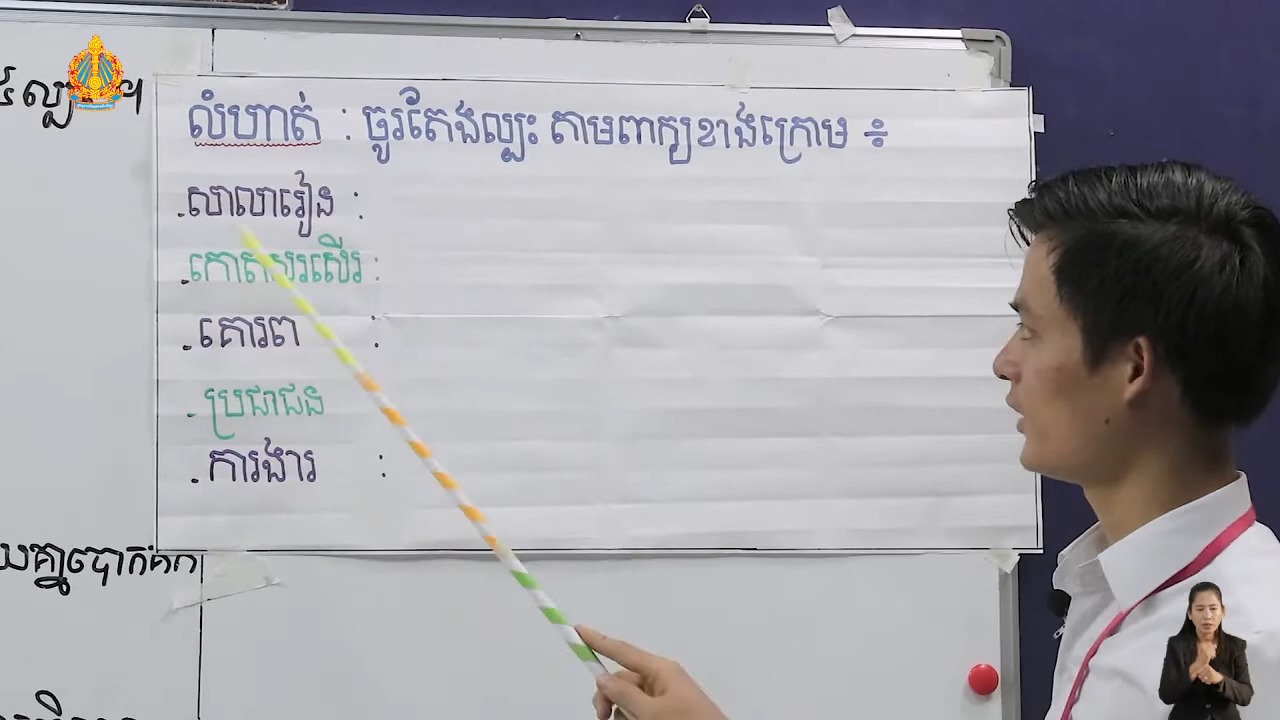 លំហាត់ : ចូរតែងល្បះ តាមពាក្យខាងក្រោម ៖
.សាលារៀន :
.កោតសរសើរ :
.គោរព :
.ប្រជាជន
.ការងារ :